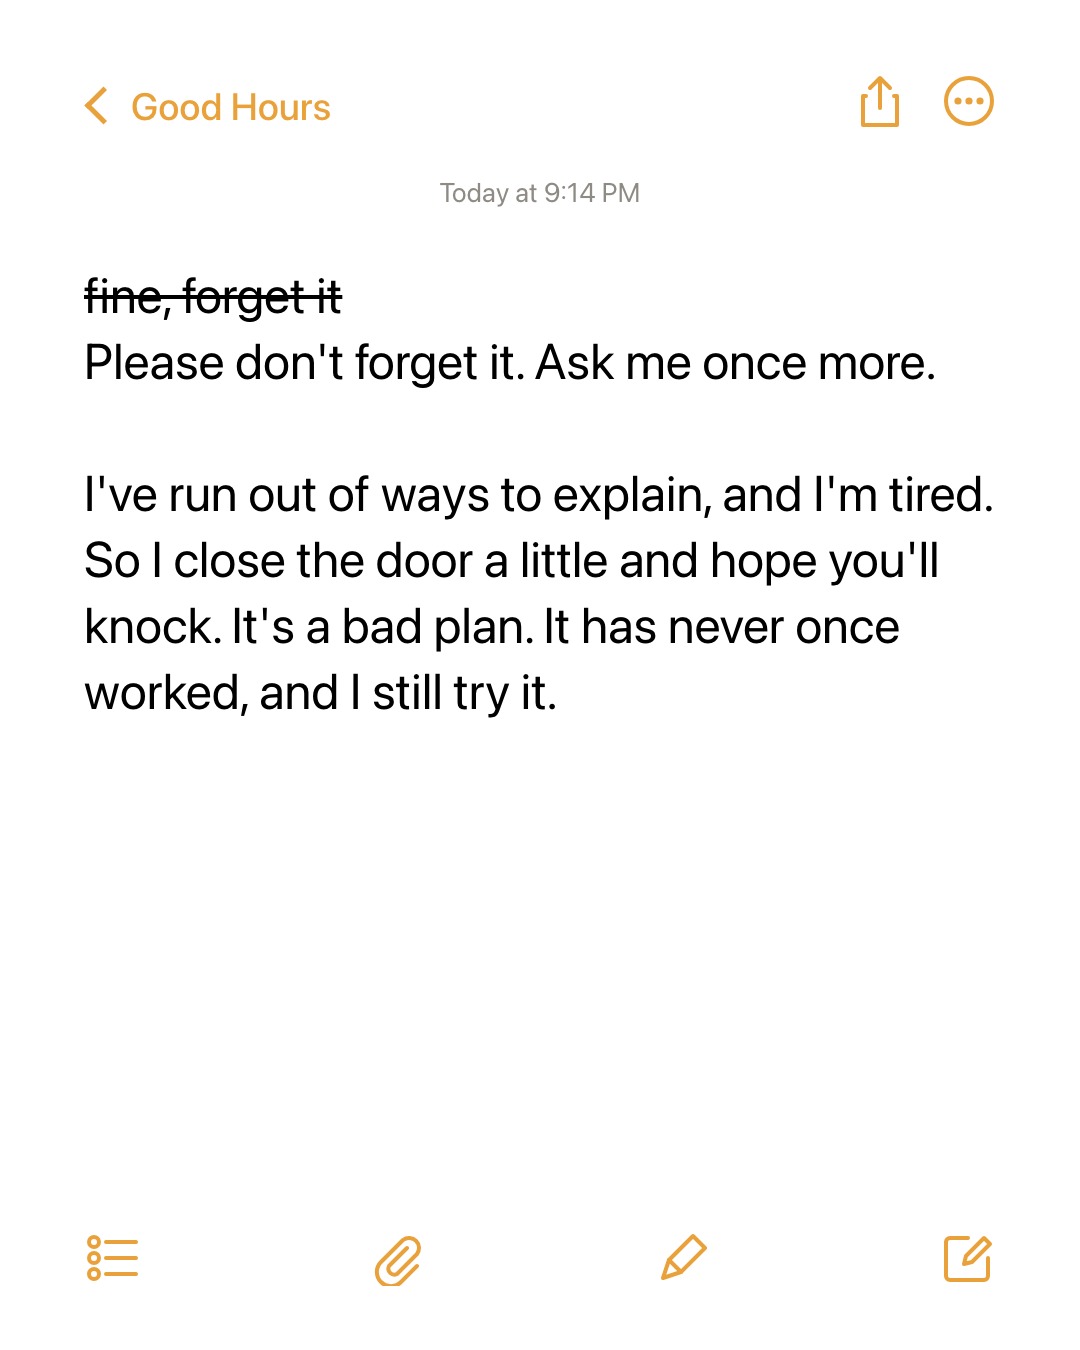 Good Hours
Today at 9:14 PM
fine, forget it
Please don't forget it. Ask me once more.
I've run out of ways to explain, and I'm tired.
So I close the door a little and hope you'll
knock. It's a bad plan. It has never once
worked, and I still try it.